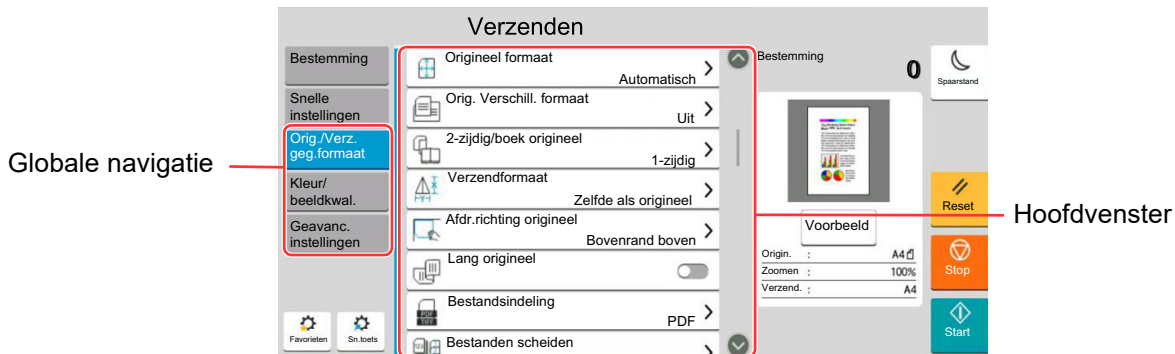 Verzenden
Globale navigatie
Hoofdvenster
Bestemming
Snelle
instellingen
Orig./Verz.
geg.formaat
Kleur/
beeldkwal.
Geavanc.
instellingen
Favorieten
Sn.toets
Origineel formaat
Automatisch
Orig. Verschill. formaat
Uit
2-zijdig/boek origineel
1-zijdig
Verzendformaat
Zelfde als origineel
Afdr.richting origineel
Bovenrand boven
Lang origineel
Bestandsindeling
PDF
TIFF
PDF
Bestanden scheiden
Bestemming
0
Voorbeeld
Origin. : A4
Zoomen : 100%
Verzend. : A4
Spaarstand
Reset
Stop
Start